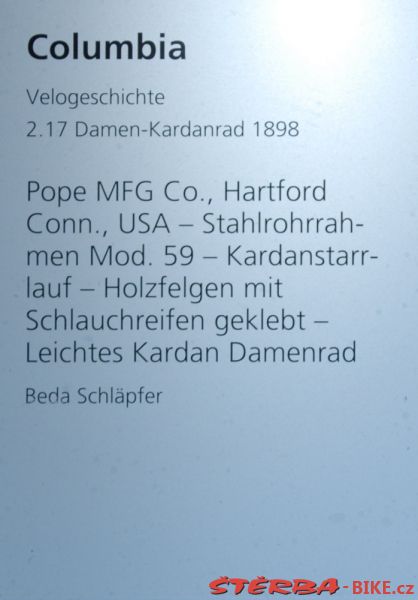 Columbia
Velogeschichte
2.17 Damen-Kardanrad 1898
Pope MFG Co., Hartford
Conn., USA – Stahlrohrrah-
men Mod. 59 – Kardanstarr-
lauf – Holzfelgen mit
Schlauchreifen geklebt –
Leichtes Kardan Damenrad
Beda Schläpfer
ŠTĚRBA-BIKE.cz